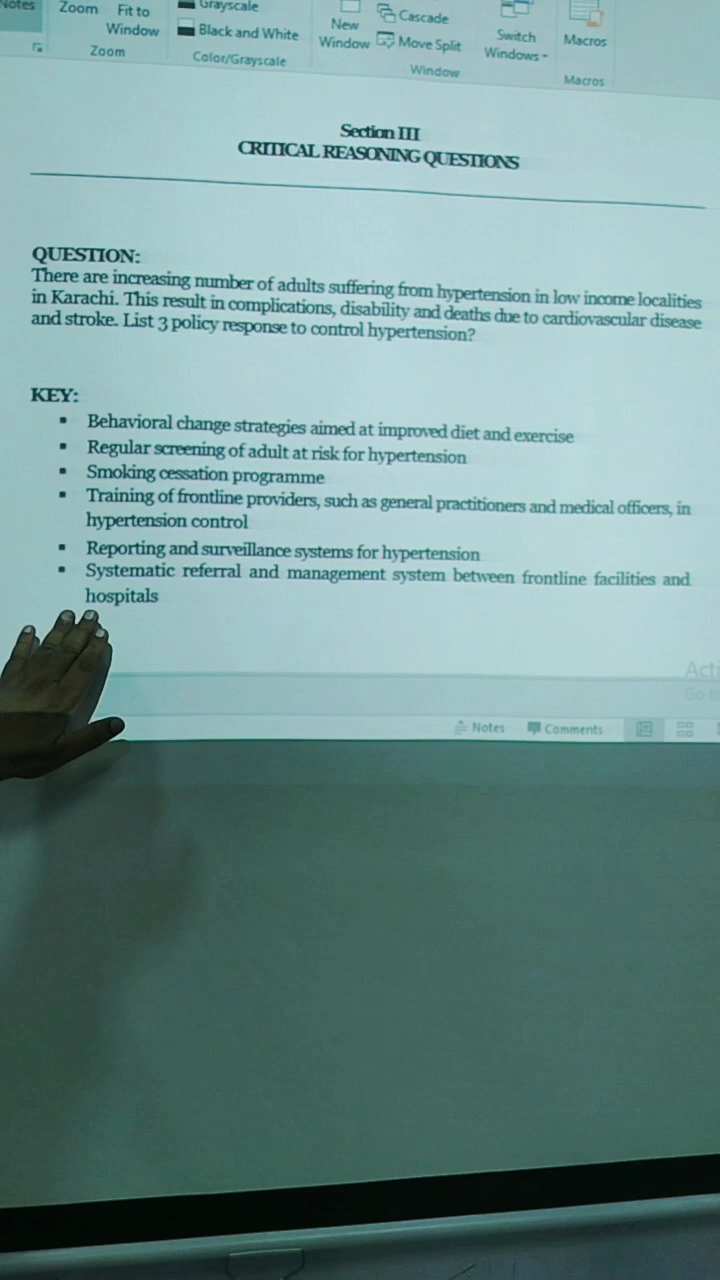 Notes
Zoom
Fit to
Window
Zoom
Grayscale
Black and White
Color/Grayscale
New
Window
Cascade
Move Split
Window
Switch
Windows
Macros
Macros
Section III
CRITICAL REASONING QUESTIONS
QUESTION:
There are increasing number of adults suffering from hypertension in low income localities
in Karachi. This result in complications, disability and deaths due to cardiovascular disease
and stroke. List 3 policy response to control hypertension?
KEY:
▪ Behavioral change strategies aimed at improved diet and exercise
▪ Regular screening of adult at risk for hypertension
▪ Smoking cessation programme
▪ Training of frontline providers, such as general practitioners and medical officers, in
hypertension control
▪ Reporting and surveillance systems for hypertension
▪ Systematic referral and management system between frontline facilities and
hospitals
Notes
Comments